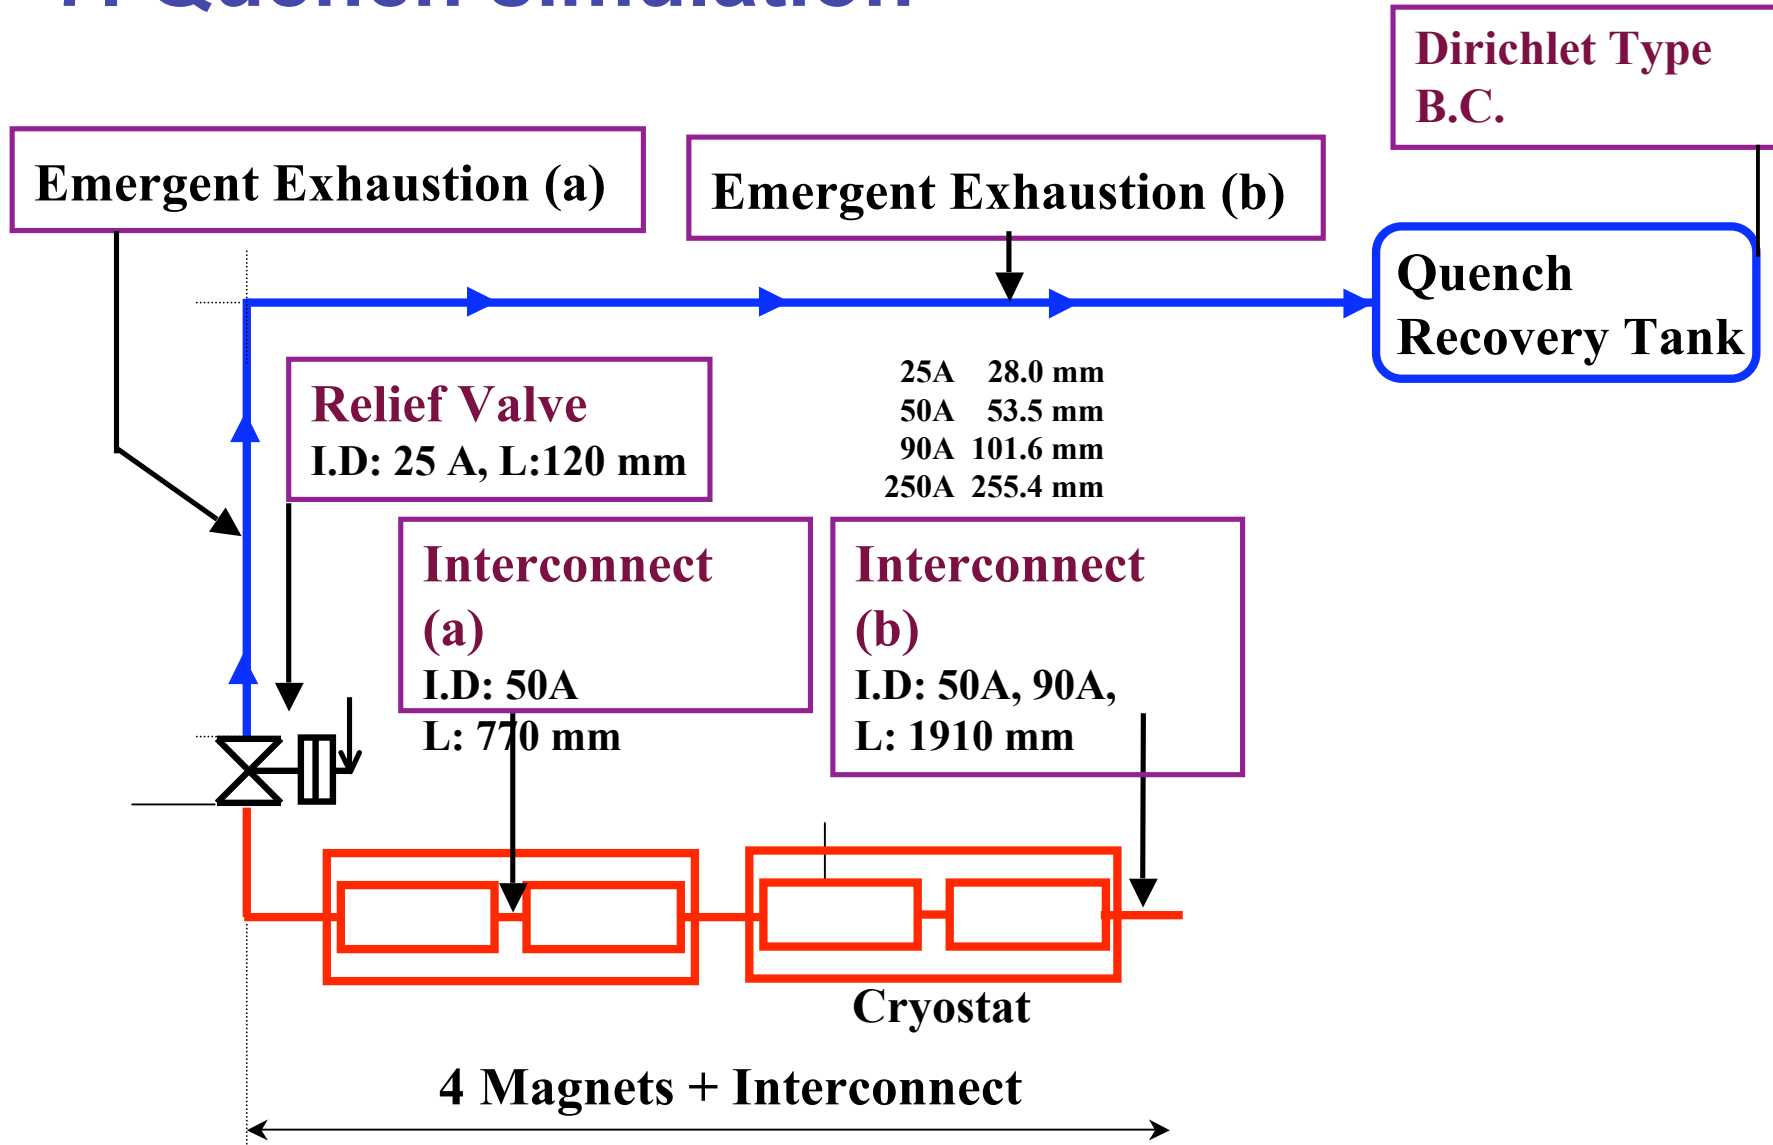 Dirichlet Type
B.C.
Emergent Exhaustion (a)
Emergent Exhaustion (b)
Quench
Recovery Tank
25A 28.0 mm
50A 53.5 mm
90A 101.6 mm
250A 255.4 mm
Relief Valve
I.D: 25 A, L:120 mm
Interconnect
(a)
I.D: 50A
L: 770 mm
Interconnect
(b)
I.D: 50A, 90A,
L: 1910 mm
Cryostat
4 Magnets + Interconnect